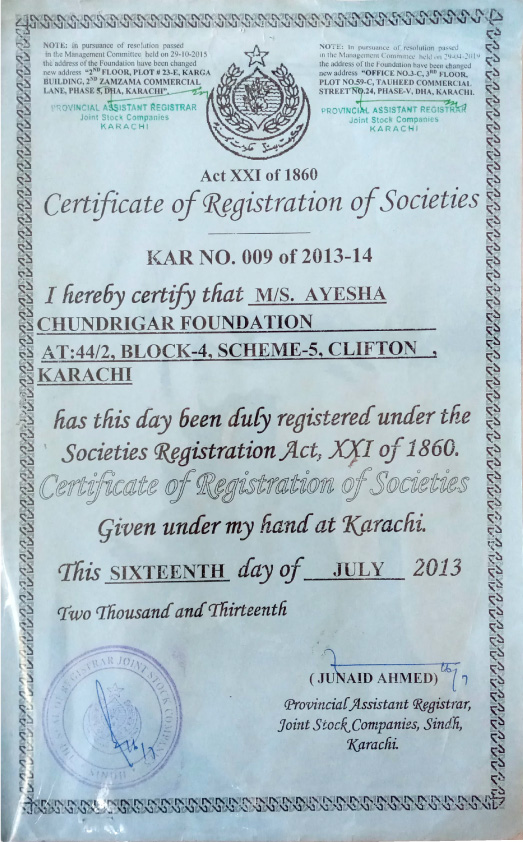 NOTE: in pursuance of resolution passed
in the Management Committee held on 29-10-2015
the address of the Foundation have been changed
new address "2ND FLOOR, PLOT # 23-E, KARGA
BUILDING, 2ND ZAMZAMA COMMERCIAL
LANE, PHASE 5, DHA, KARACHI".
PROVINCIAL ASSISTANT REGISTRAR
Joint Stock Companies
KARACHI
NOTE: In pursuance of resolution passed
in the Management Committee held on 29-04-2019
the address of the Foundation have been changed
new address "OFFICE NO.3-C, 3RD FLOOR,
PLOT NO.59-C, TAUHEED COMMERCIAL
STREET NO.24, PHASE-V, DHA, KARACHI.
PROVINCIAL ASSISTANT REGISTRAR
Joint Stock Companies
KARACHI
Act XXI of 1860
Certificate of Registration of Societies
KAR NO. 009 of 2013-14
I hereby certify that M/S. AYESHA
CHUNDRIGAR FOUNDATION
AT:44/2, BLOCK-4, SCHEME-5, CLIFTON ,
KARACHI
has this day been duly registered under the
Societies Registration Act, XXI of 1860.
Certificate of Registration of Societies
Given under my hand at Karachi.
This SIXTEENTH day of JULY 2013
Two Thousand and Thirteenth
(JUNAID AHMED)
Provincial Assistant Registrar,
Joint Stock Companies, Sindh,
Karachi.
REGISTRAR JOINT STOCK COMPANIES
SINDH